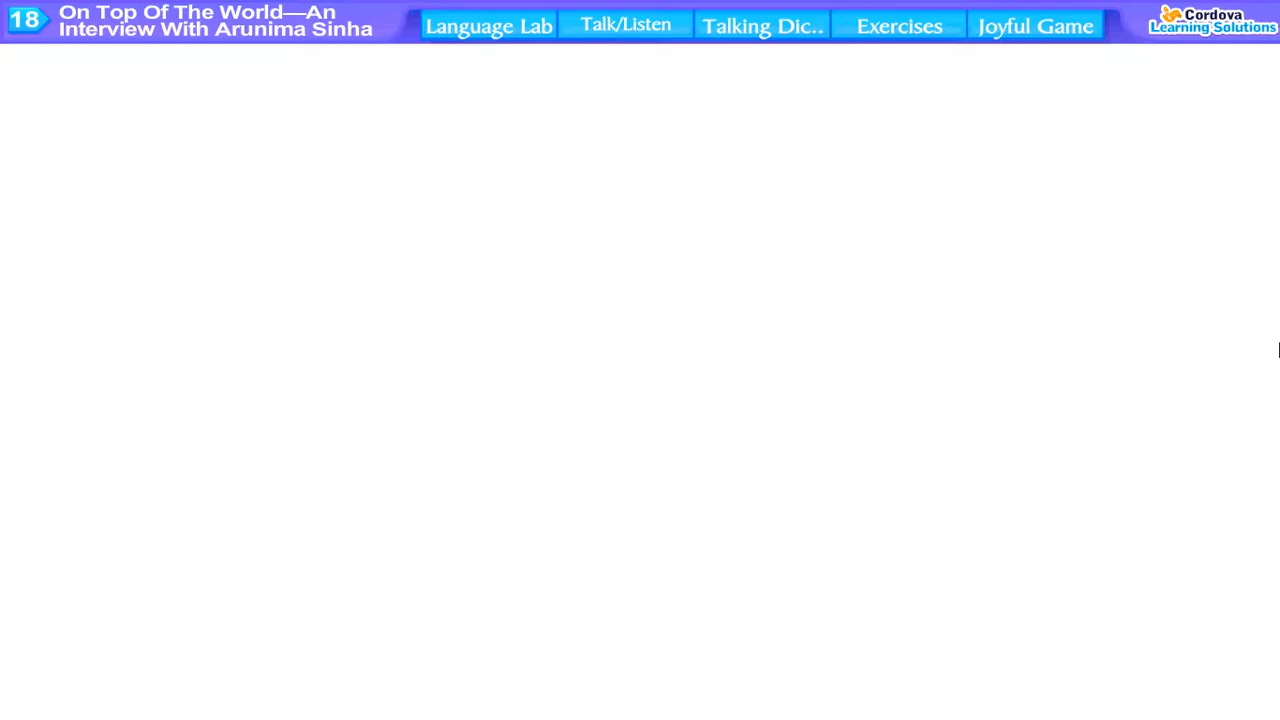 18
On Top Of The World—An
Interview With Arunima Sinha
Language Lab
Talk/Listen
Talking Dic..
Exercises
Joyful Game
Cordova
Learning Solutions